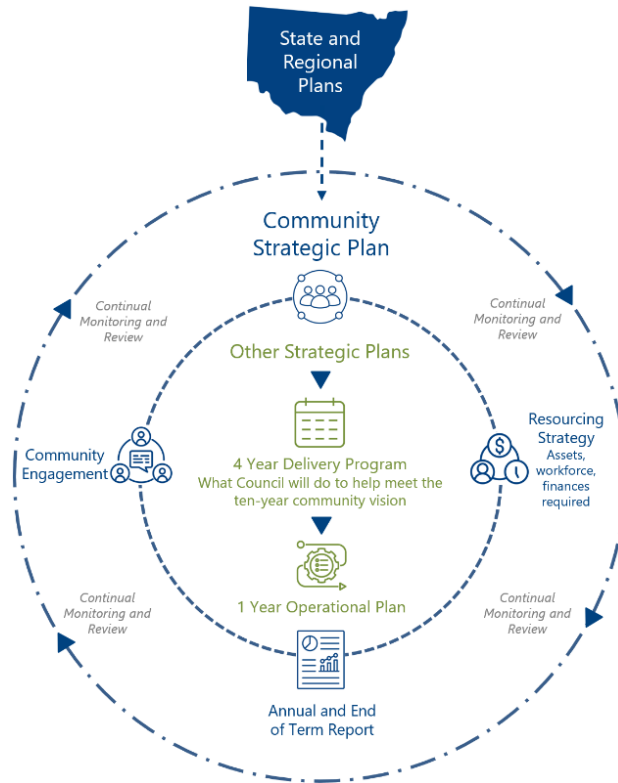 State and
Regional
Plans
Community
Strategic Plan
Continual
Monitoring and
Review
Continual
Monitoring and
Review
Other Strategic Plans
Community
Engagement
Resourcing
Strategy
Assets,
workforce,
finances
required
$
4 Year Delivery Program
What Council will do to help meet the
ten-year community vision
1 Year Operational Plan
Continual
Monitoring and
Review
Continual
Monitoring and
Review
Annual and End
of Term Report